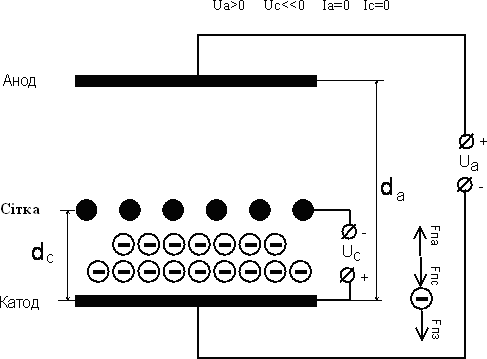 Ua>0 Uc<<0 Ia=0 Ic=0
Анод
+
Ua
-
da
Сітка
dc
-
Uc
+
Катод
Fпа
Fпс
Fпз